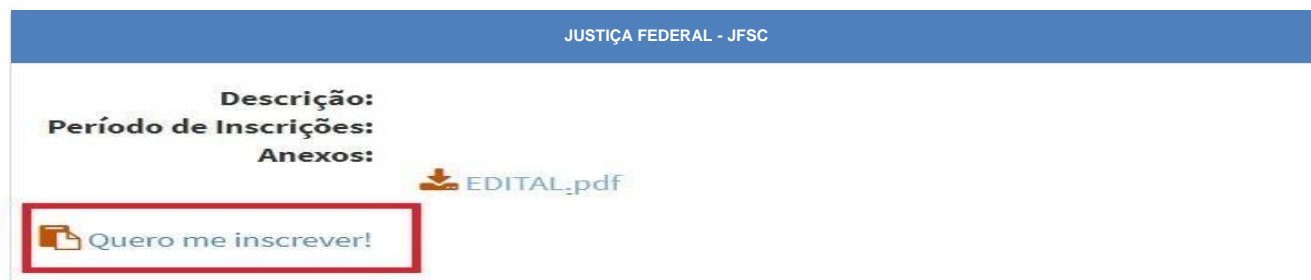 JUSTIÇA FEDERAL - JFSC
Descrição:
Período de Inscrições:
Anexos:
EDITAL.pdf
Quero me inscrever!